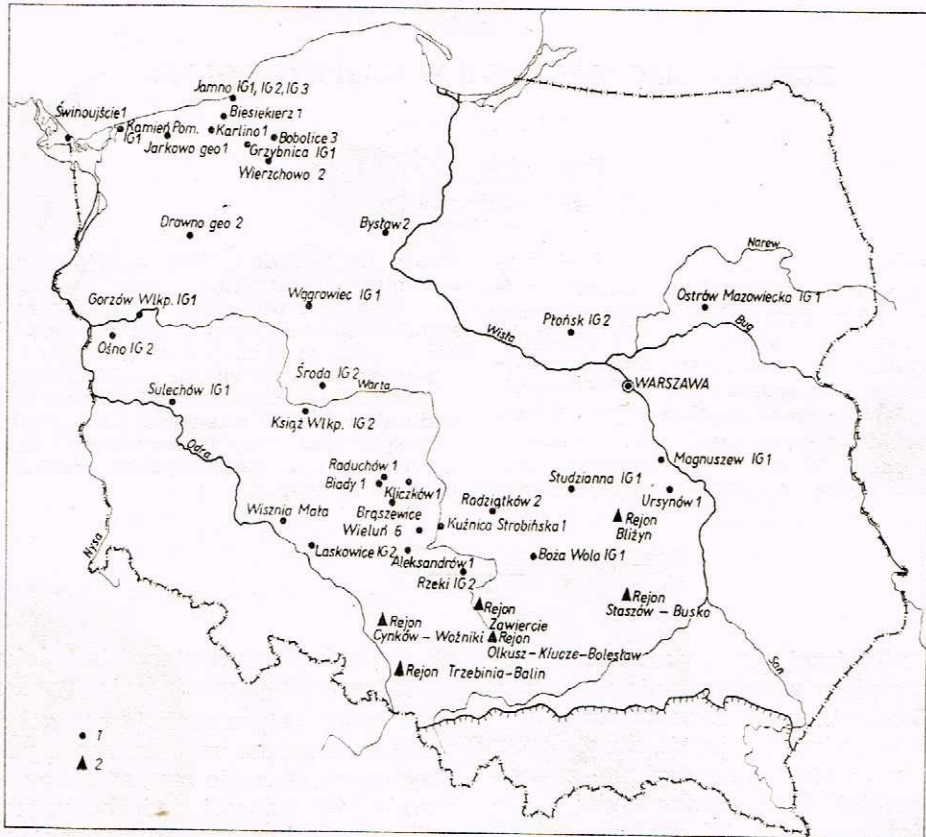 Jamno IG1, IG2, IG3
Świnoujście 1
Biesiekierz 1
Kamień Pom.
IG1
Karlino 1
Bobolice 3
Jarkowo geo 1
Grzybnica IG1
Wierzchowo 2
Drawno geo 2
Bysław 2
Narew
Gorzów Wlkp. IG1
Wągrowiec IG1
Ostrów Mazowiecka IG 1
Płońsk IG2
Bug
Wisła
Ośno IG 2
Środa IG2
Warta
WARSZAWA
Sulechów IG1
Książ Wlkp. IG2
Odra
Magnuszew IG1
Raduchów 1
Studzianna IG1
Biady 1
Kliczków 1
Radziątków 2
Ursynów 1
Brąszewice
Rejon
Bliżyn
Wisznia Mała
Wieluń 6
Kuźnica Strobińska 1
Nysa
Laskowice IG2
Aleksandrów 1
Boża Wola IG1
Rzeki IG2
Rejon
Staszów – Busko
Rejon
Zawiercie
Rejon
Cynków – Woźniki
Rejon
Olkusz – Klucze – Bolesław
Rejon Trzebinia – Balin
San
1
2